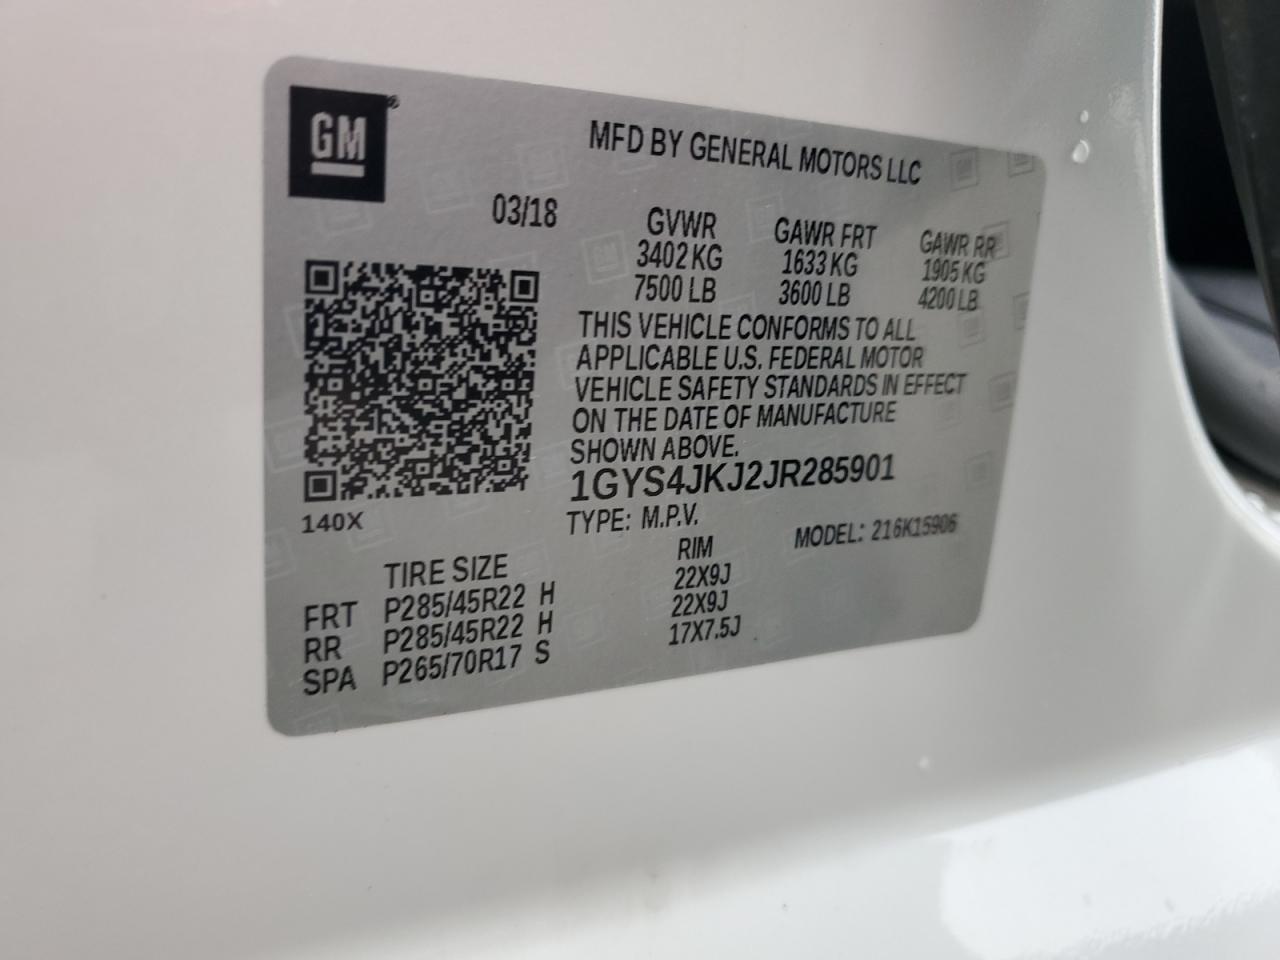 GM®
MFD BY GENERAL MOTORS LLC
03/18 GVWR GAWR FRT GAWR RR
3402 KG 1633 KG 1905 KG
7500 LB 3600 LB 4200 LB
THIS VEHICLE CONFORMS TO ALL
APPLICABLE U.S. FEDERAL MOTOR
VEHICLE SAFETY STANDARDS IN EFFECT
ON THE DATE OF MANUFACTURE
SHOWN ABOVE.
1GYS4JKJ2JR285901
140X
TYPE: M.P.V. MODEL: 216K15906
TIRE SIZE RIM
FRT P285/45R22 H 22X9J
RR P285/45R22 H 22X9J
SPA P265/70R17 S 17X7.5J